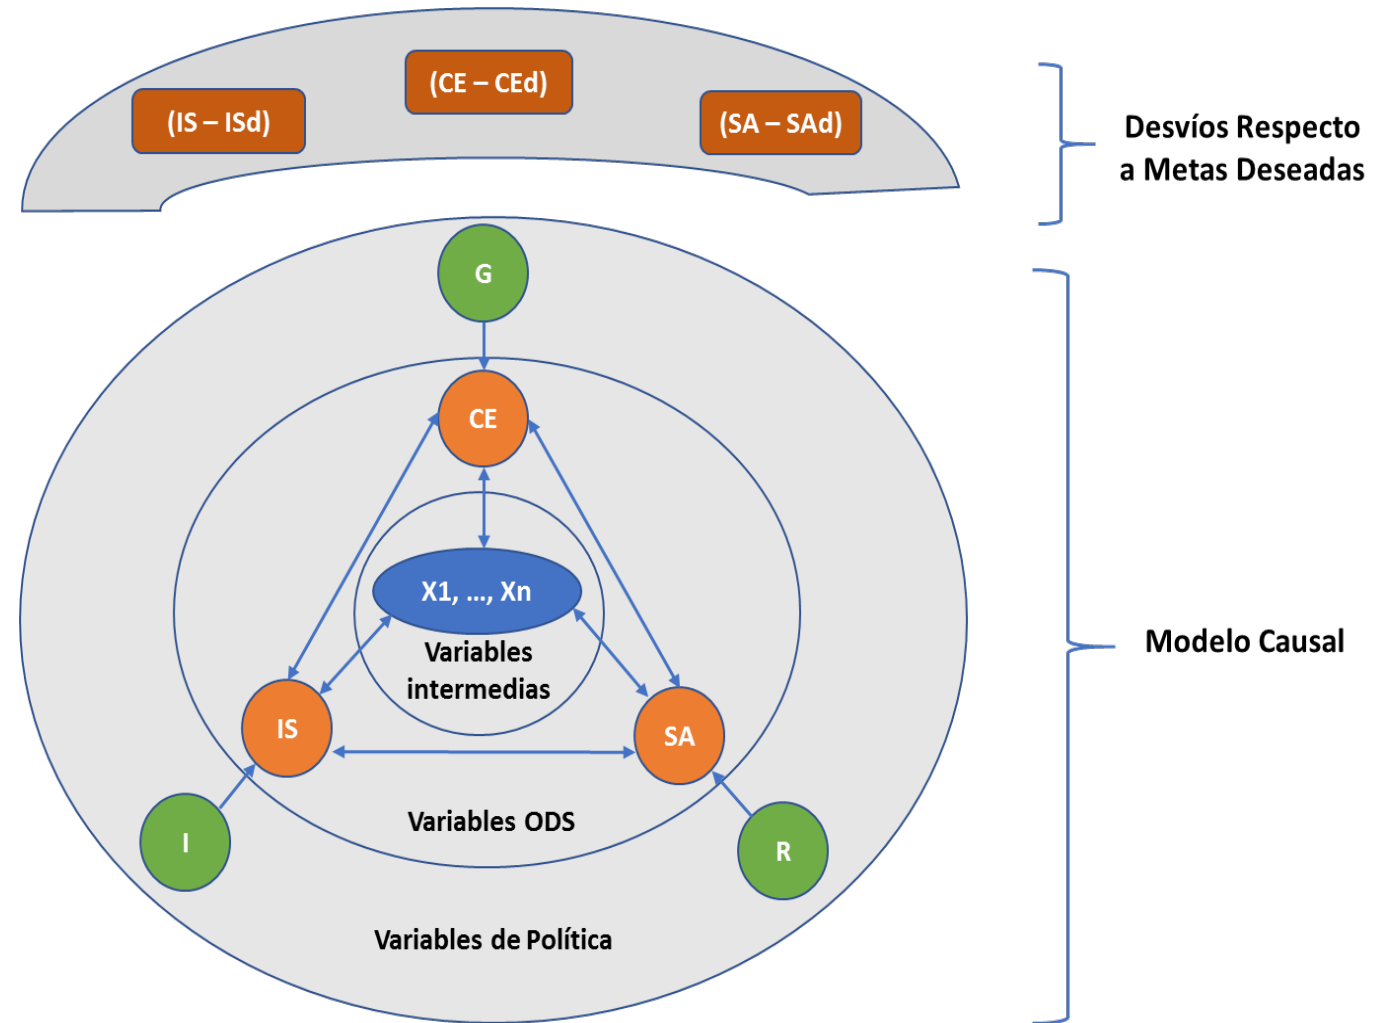 (CE – CEd)
(IS – ISd)
(SA – SAd)
Desvíos Respecto
a Metas Deseadas
G
CE
X1, ..., Xn
Variables
intermedias
Modelo Causal
IS
SA
Variables ODS
I
R
Variables de Política